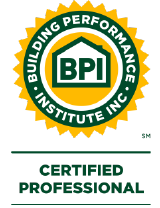 BUILDING PERFORMANCE
BPI
INSTITUTE INC
SM
CERTIFIED
PROFESSIONAL